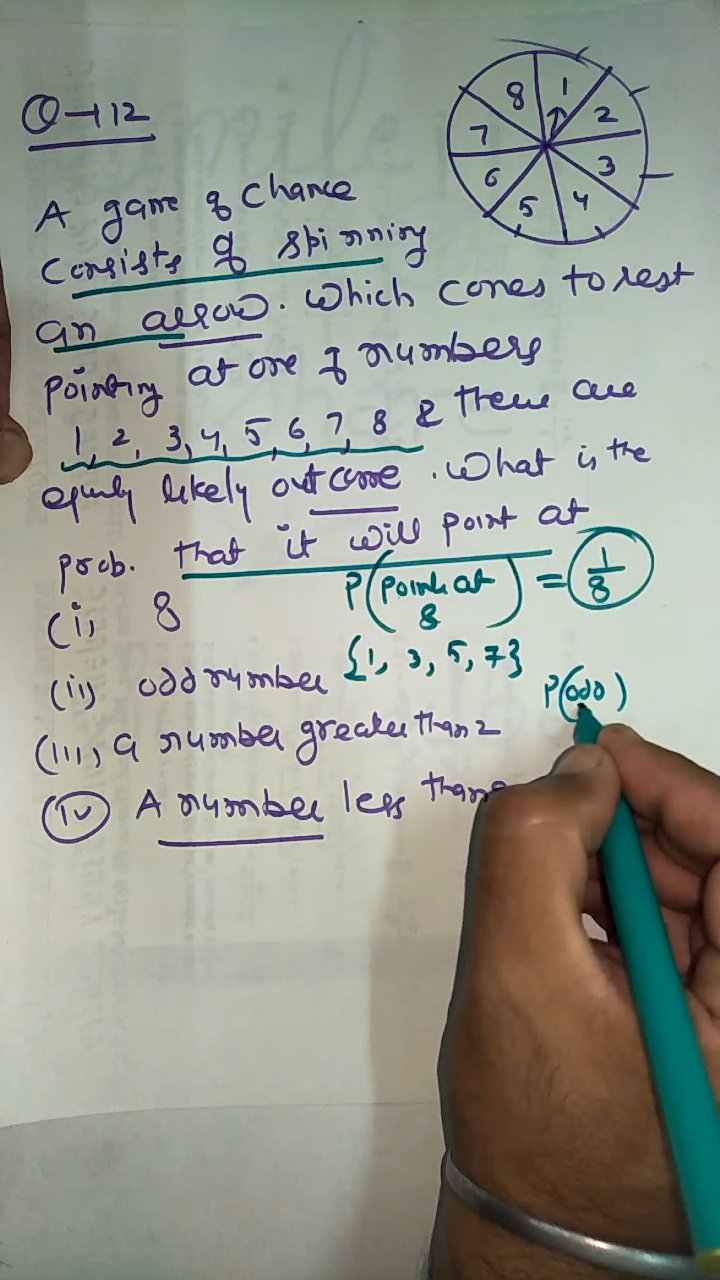 Q→12
8 1
7 2
6 3
5 4
A game of chance
consists of spinning
an arrow. Which comes to rest
pointing at one of numbers
1, 2, 3, 4, 5, 6, 7, 8 & there are
equly likely outcome. What is the
prob. that it will point at
(i) 8 P(point at 8) = 1/8
(ii) odd number {1, 3, 5, 7} P(odd)
(iii) a number greater than 2
(iv) A number less than